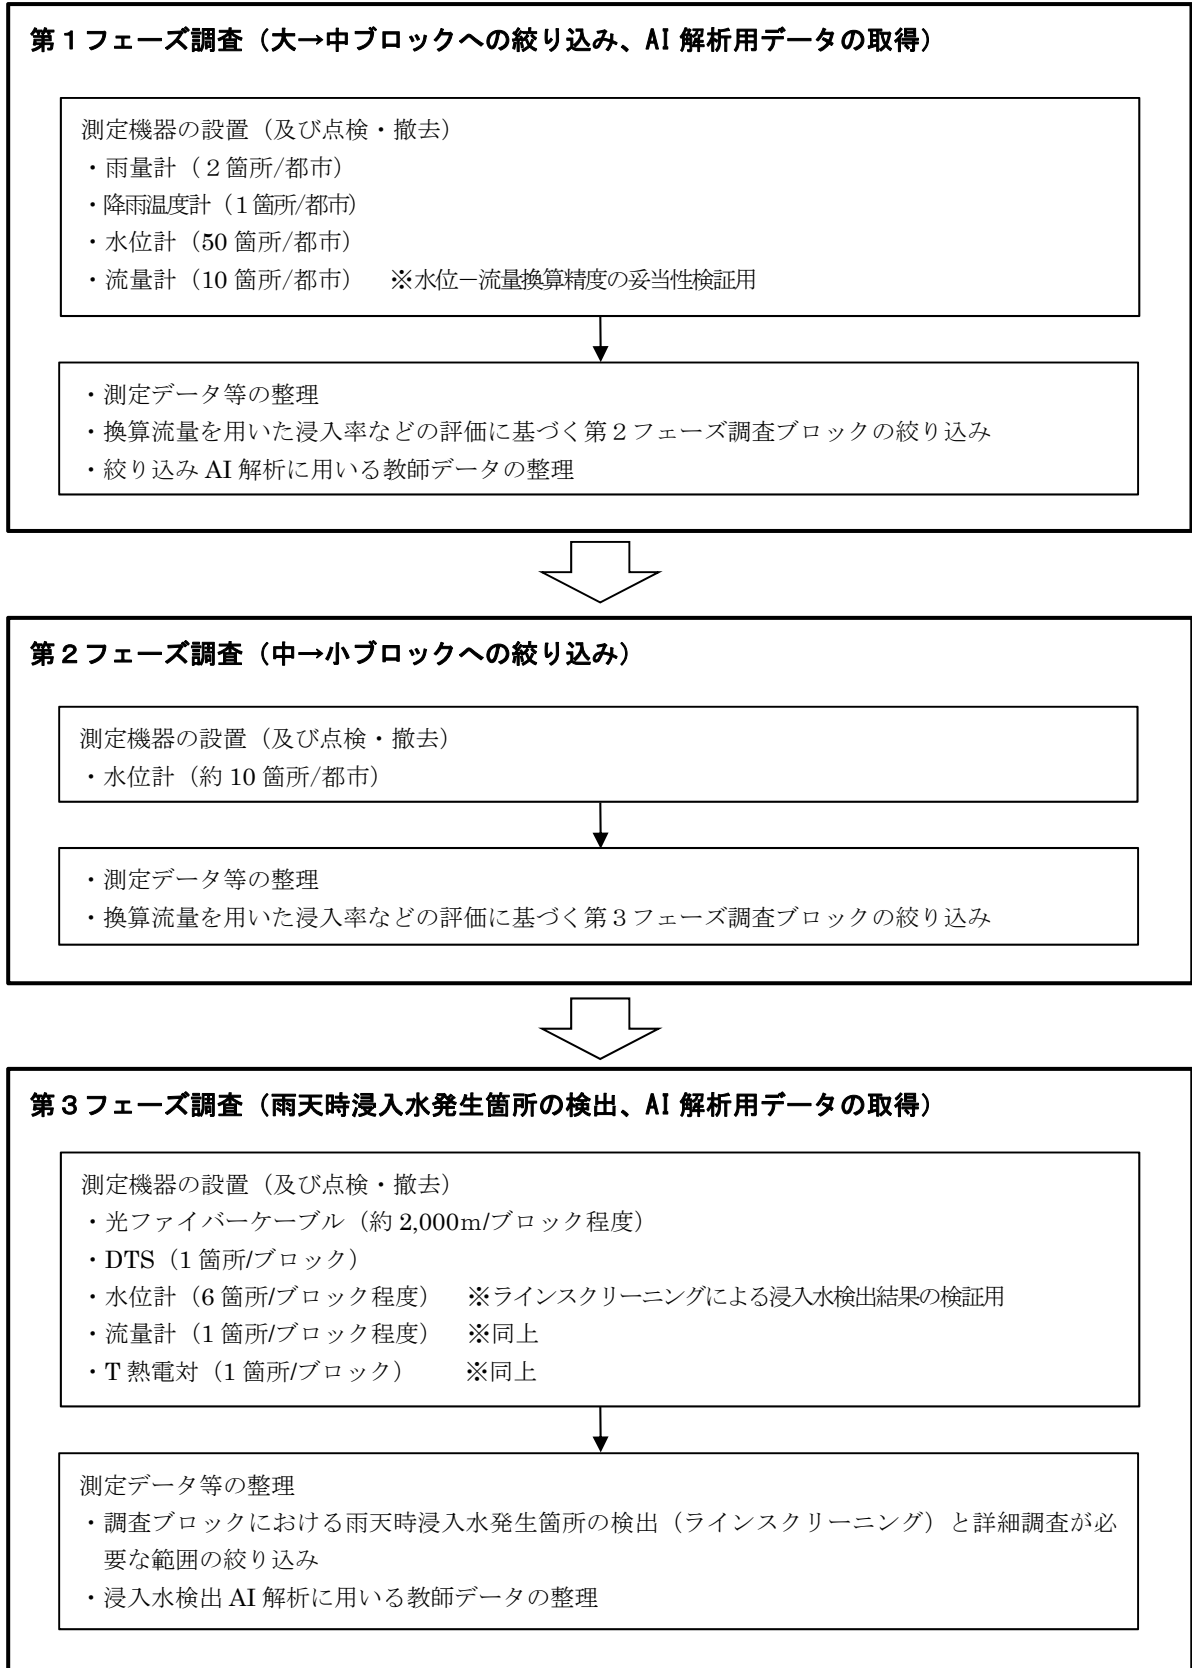 第１フェーズ調査（大→中ブロックへの絞り込み、AI 解析用データの取得）
測定機器の設置（及び点検・撤去）
・雨量計（２箇所/都市）
・降雨温度計（１箇所/都市）
・水位計（50 箇所/都市）
・流量計（10 箇所/都市）　※水位－流量換算精度の妥当性検証用
・測定データ等の整理
・換算流量を用いた浸入率などの評価に基づく第２フェーズ調査ブロックの絞り込み
・絞り込み AI 解析に用いる教師データの整理
第２フェーズ調査（中→小ブロックへの絞り込み）
測定機器の設置（及び点検・撤去）
・水位計（約 10 箇所/都市）
・測定データ等の整理
・換算流量を用いた浸入率などの評価に基づく第３フェーズ調査ブロックの絞り込み
第３フェーズ調査（雨天時浸入水発生箇所の検出、AI 解析用データの取得）
測定機器の設置（及び点検・撤去）
・光ファイバーケーブル（約 2,000ｍ/ブロック程度）
・DTS（1 箇所/ブロック）
・水位計（6 箇所/ブロック程度）　※ラインスクリーニングによる浸入水検出結果の検証用
・流量計（1 箇所/ブロック程度）　※同上
・T 熱電対（1 箇所/ブロック）　※同上
測定データ等の整理
・調査ブロックにおける雨天時浸入水発生箇所の検出（ラインスクリーニング）と詳細調査が必
要な範囲の絞り込み
・浸入水検出 AI 解析に用いる教師データの整理